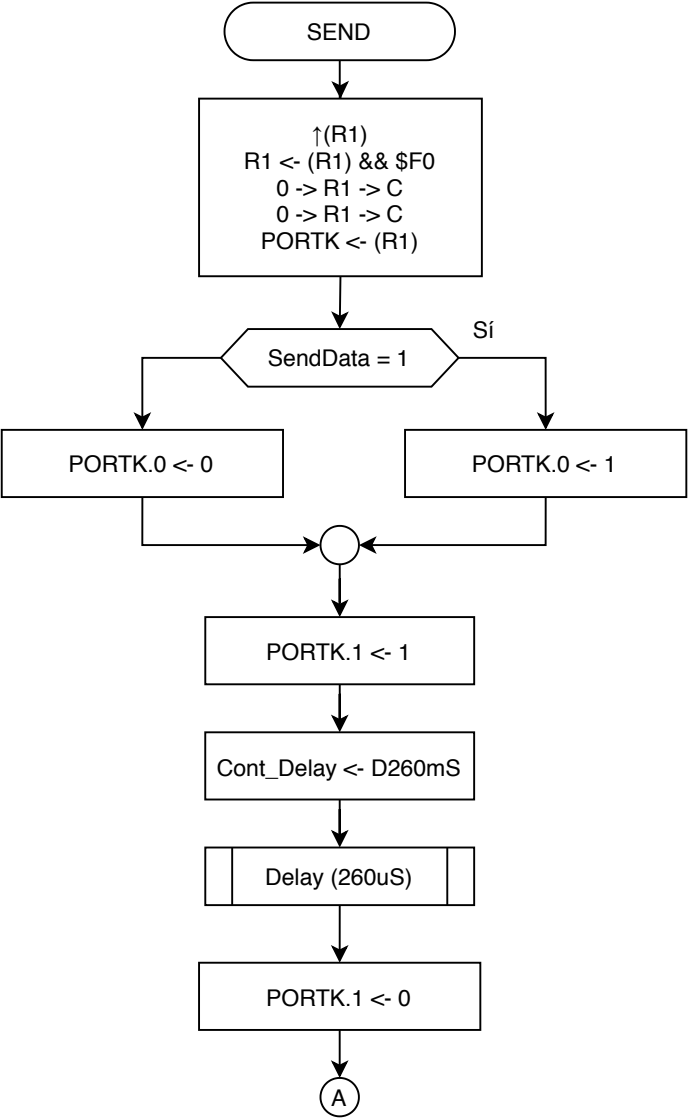 SEND
↑(R1)
R1 <- (R1) && $F0
0 -> R1 -> C
0 -> R1 -> C
PORTK <- (R1)
Sí
SendData = 1
PORTK.0 <- 0
PORTK.0 <- 1
PORTK.1 <- 1
Cont_Delay <- D260mS
Delay (260uS)
PORTK.1 <- 0
A